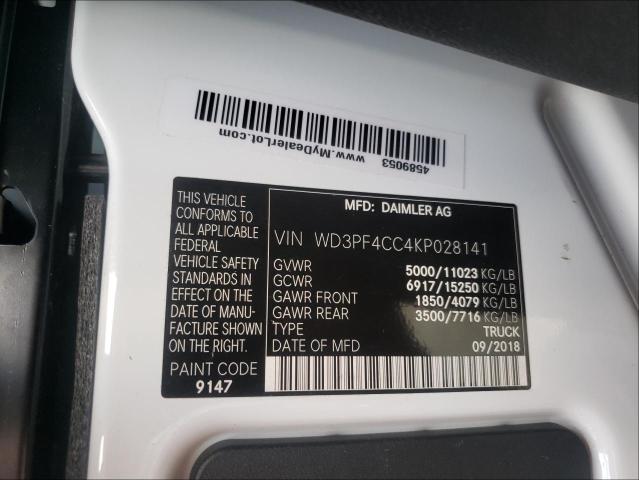 4589053
www.MyDealerLot.com
THIS VEHICLE
CONFORMS TO
ALL APPLICABLE
FEDERAL
VEHICLE SAFETY
STANDARDS IN
EFFECT ON THE
DATE OF MANU-
FACTURE SHOWN
ON THE RIGHT.
PAINT CODE
9147
MFD: DAIMLER AG
VIN WD3PF4CC4KP028141
GVWR 5000/11023 KG/LB
GCWR 6917/15250 KG/LB
GAWR FRONT 1850/4079 KG/LB
GAWR REAR 3500/7716 KG/LB
TYPE TRUCK
DATE OF MFD 09/2018